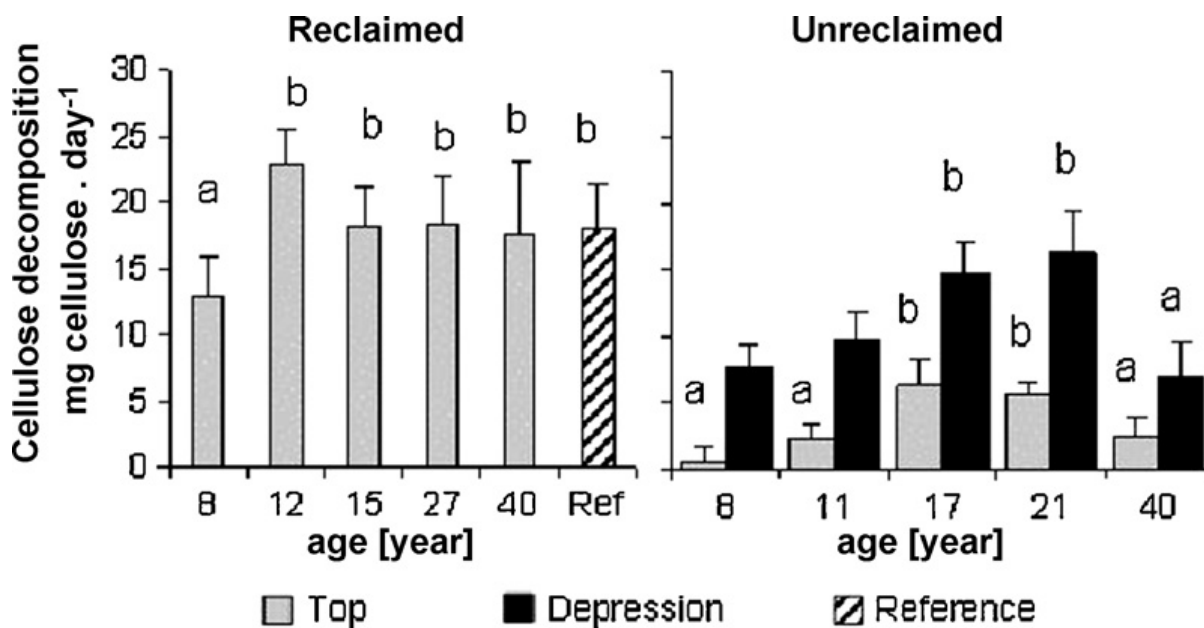 Reclaimed
Unreclaimed
Cellulose decomposition
mg cellulose . day-1
30
25
20
15
10
5
0
a
b
b
b
b
b
8 12 15 27 40 Ref
age [year]
a
a
b
b
b
b
a
a
8 11 17 21 40
age [year]
Top Depression Reference